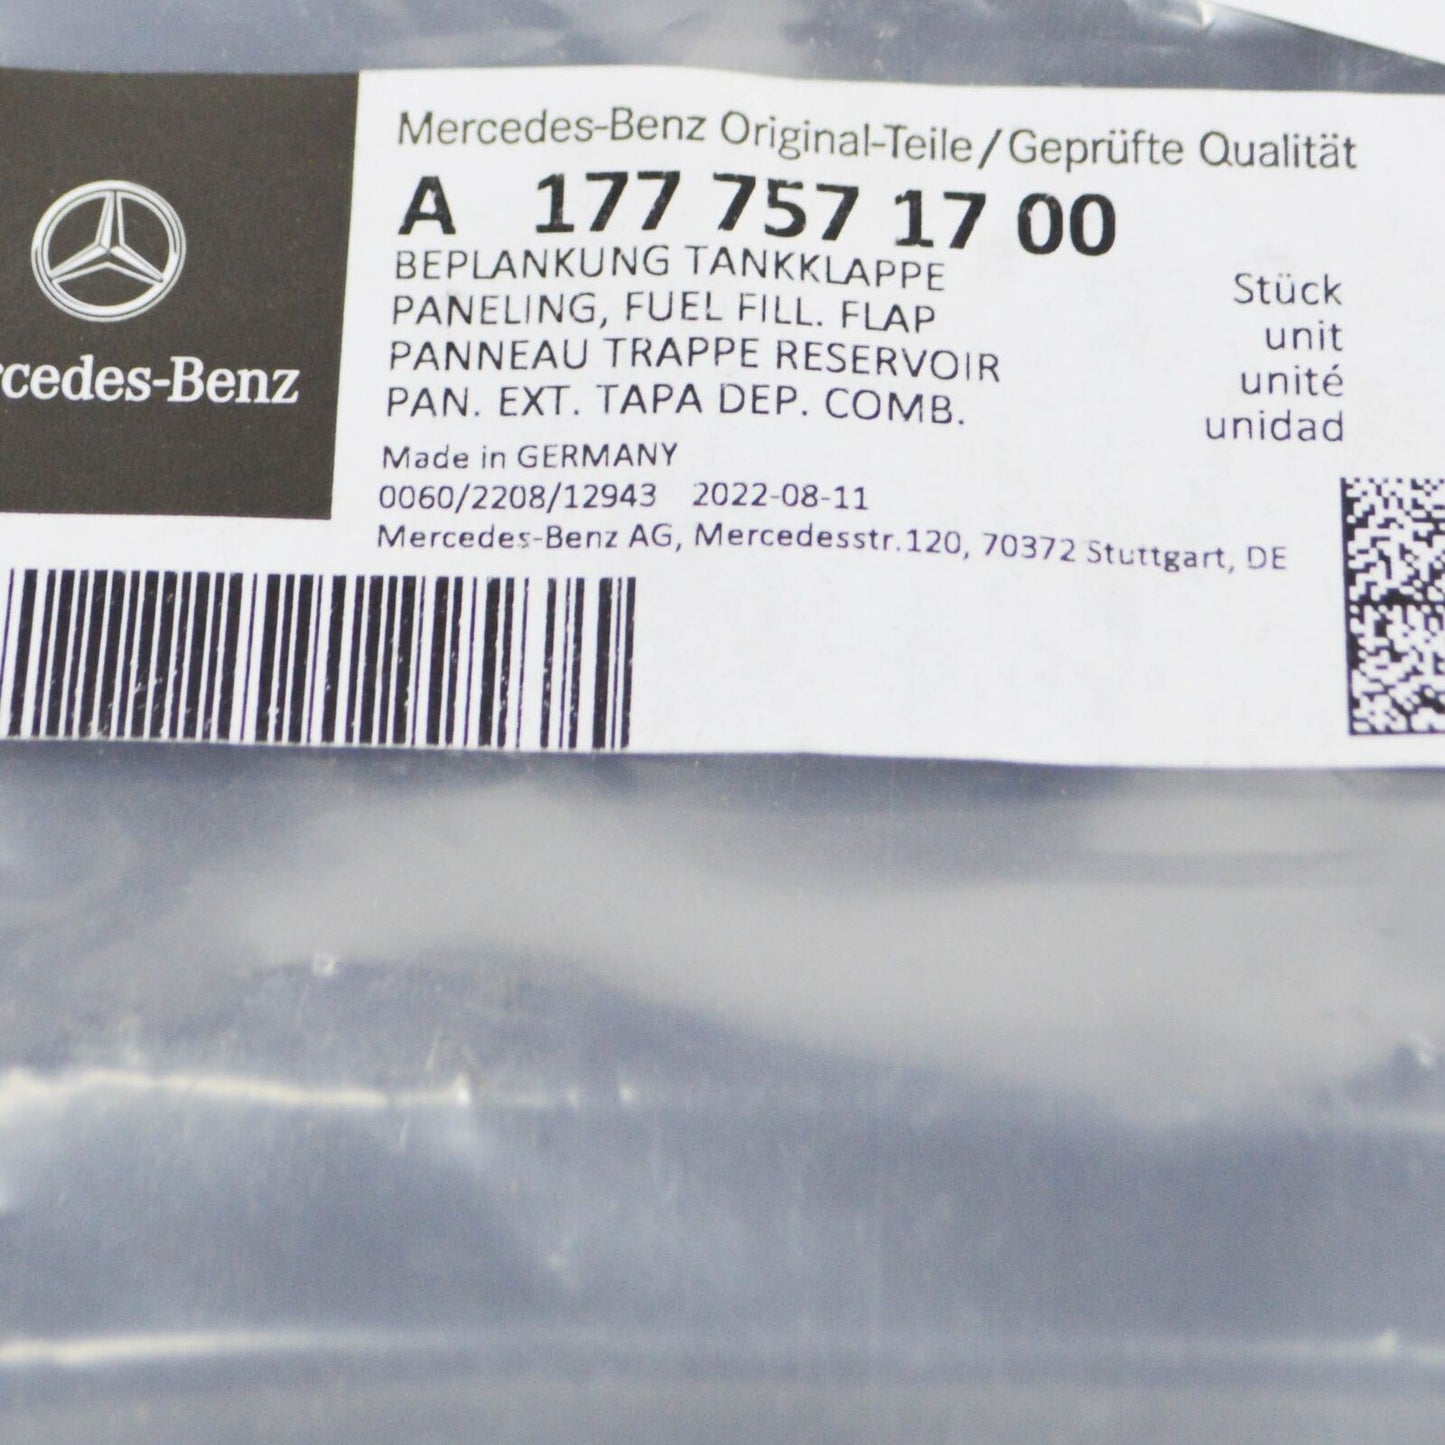 Mercedes-Benz Original-Teile/Geprüfte Qualität
A 177 757 17 00
BEPLANKUNG TANKKLAPPE
PANELING, FUEL FILL. FLAP
PANNEAU TRAPPE RESERVOIR
PAN. EXT. TAPA DEP. COMB.
Stück
unit
unité
unidad
Made in GERMANY
0060/2208/12943 2022-08-11
Mercedes-Benz AG, Mercedesstr.120, 70372 Stuttgart, DE
rcedes-Benz